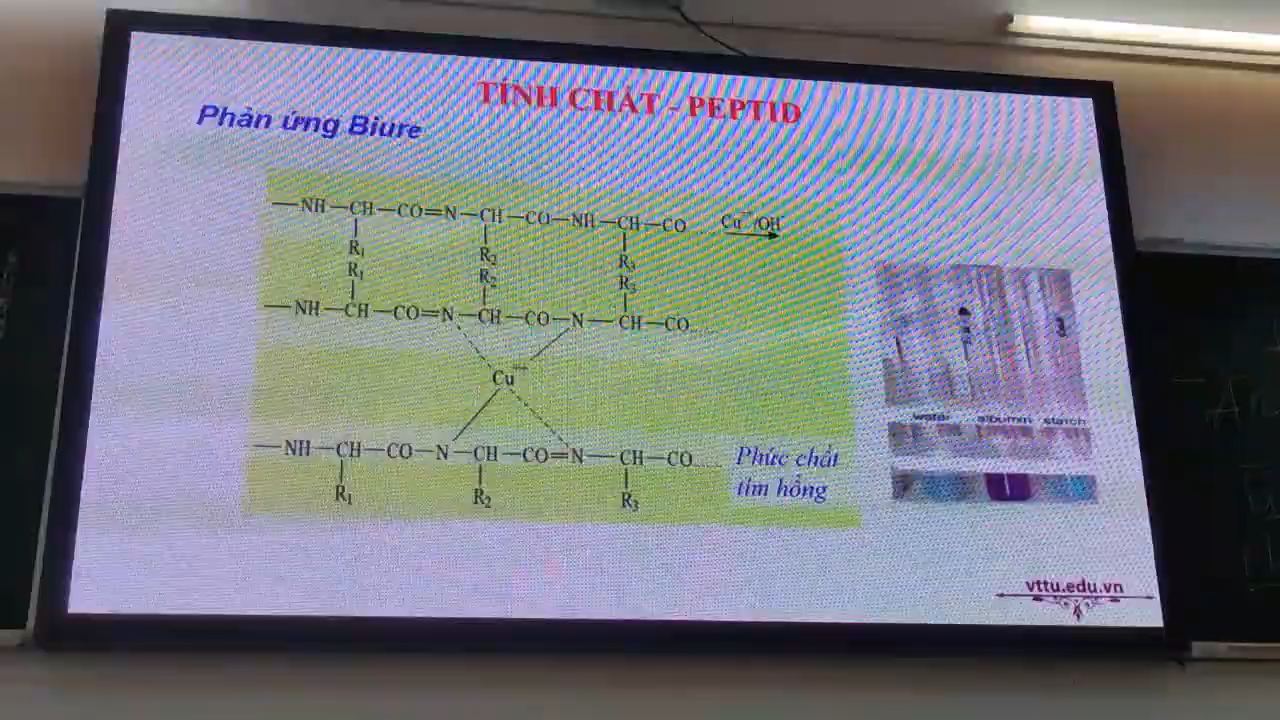 TÍNH CHẤT - PEPTID
Phản ứng Biure
—NH—CH—CO=N—CH—CO—NH—CH—CO ..... Cu⁺⁺/OH⁻
R₁ R₂ R₃
R₁ R₂ R₃
—NH—CH—CO=N—CH—CO—N—CH—CO.....
Cu⁺⁺
—NH—CH—CO—N—CH—CO=N—CH—CO.....
R₁ R₂ R₃
Phức chất
tím hồng
water albumin starch
vttu.edu.vn